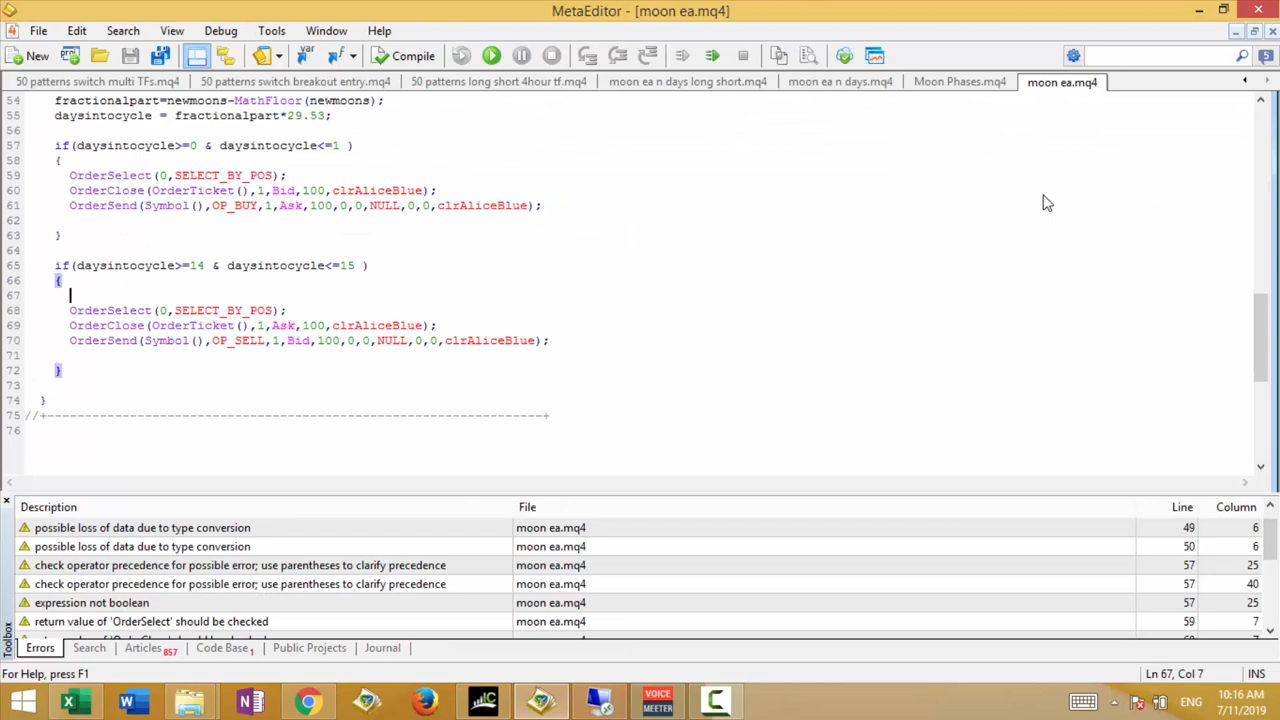 MetaEditor - [moon ea.mq4]
File Edit Search View Debug Tools Window Help
New Compile 5
50 patterns switch multi TFs.mq4 50 patterns switch breakout entry.mq4 50 patterns long short 4hour tf.mq4 moon ea n days long short.mq4 moon ea n days.mq4 Moon Phases.mq4 moon ea.mq4
54 fractionalpart=newmoons-MathFloor(newmoons);
55 daysintocycle = fractionalpart*29.53;
56
57 if(daysintocycle>=0 & daysintocycle<=1 )
58 {
59 OrderSelect(0,SELECT_BY_POS);
60 OrderClose(OrderTicket(),1,Bid,100,clrAliceBlue);
61 OrderSend(Symbol(),OP_BUY,1,Ask,100,0,0,NULL,0,0,clrAliceBlue);
62
63 }
64
65 if(daysintocycle>=14 & daysintocycle<=15 )
66 {
67
68 OrderSelect(0,SELECT_BY_POS);
69 OrderClose(OrderTicket(),1,Ask,100,clrAliceBlue);
70 OrderSend(Symbol(),OP_SELL,1,Bid,100,0,0,NULL,0,0,clrAliceBlue);
71
72 }
73
74 }
75 //+------------------------------------------------------------------+
76
Description File Line Column
possible loss of data due to type conversion moon ea.mq4 49 6
possible loss of data due to type conversion moon ea.mq4 50 6
check operator precedence for possible error; use parentheses to clarify precedence moon ea.mq4 57 25
check operator precedence for possible error; use parentheses to clarify precedence moon ea.mq4 57 40
expression not boolean moon ea.mq4 57 25
return value of 'OrderSelect' should be checked moon ea.mq4 59 7
Toolbox
Errors Search Articles 857 Code Base 1 Public Projects Journal
For Help, press F1 Ln 67, Col 7 INS
VOICE MEETER ENG 10:16 AM
7/11/2019